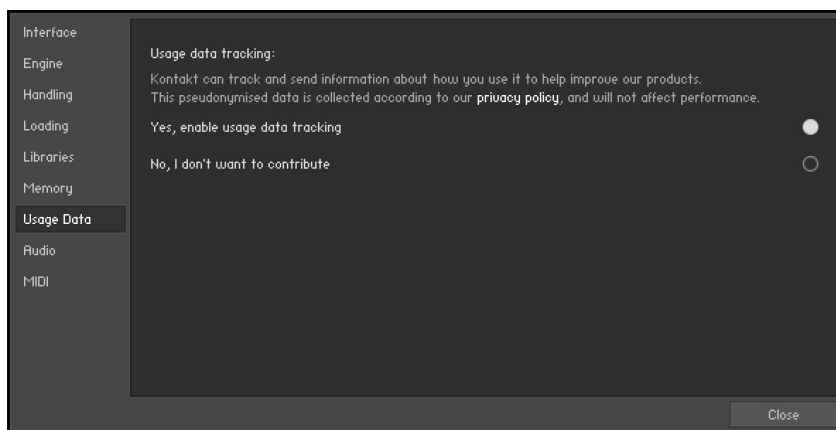 Interface
Engine
Handling
Loading
Libraries
Memory
Usage Data
Audio
MIDI
Usage data tracking:
Kontakt can track and send information about how you use it to help improve our products.
This pseudonymised data is collected according to our privacy policy, and will not affect performance.
Yes, enable usage data tracking
No, I don't want to contribute
Close